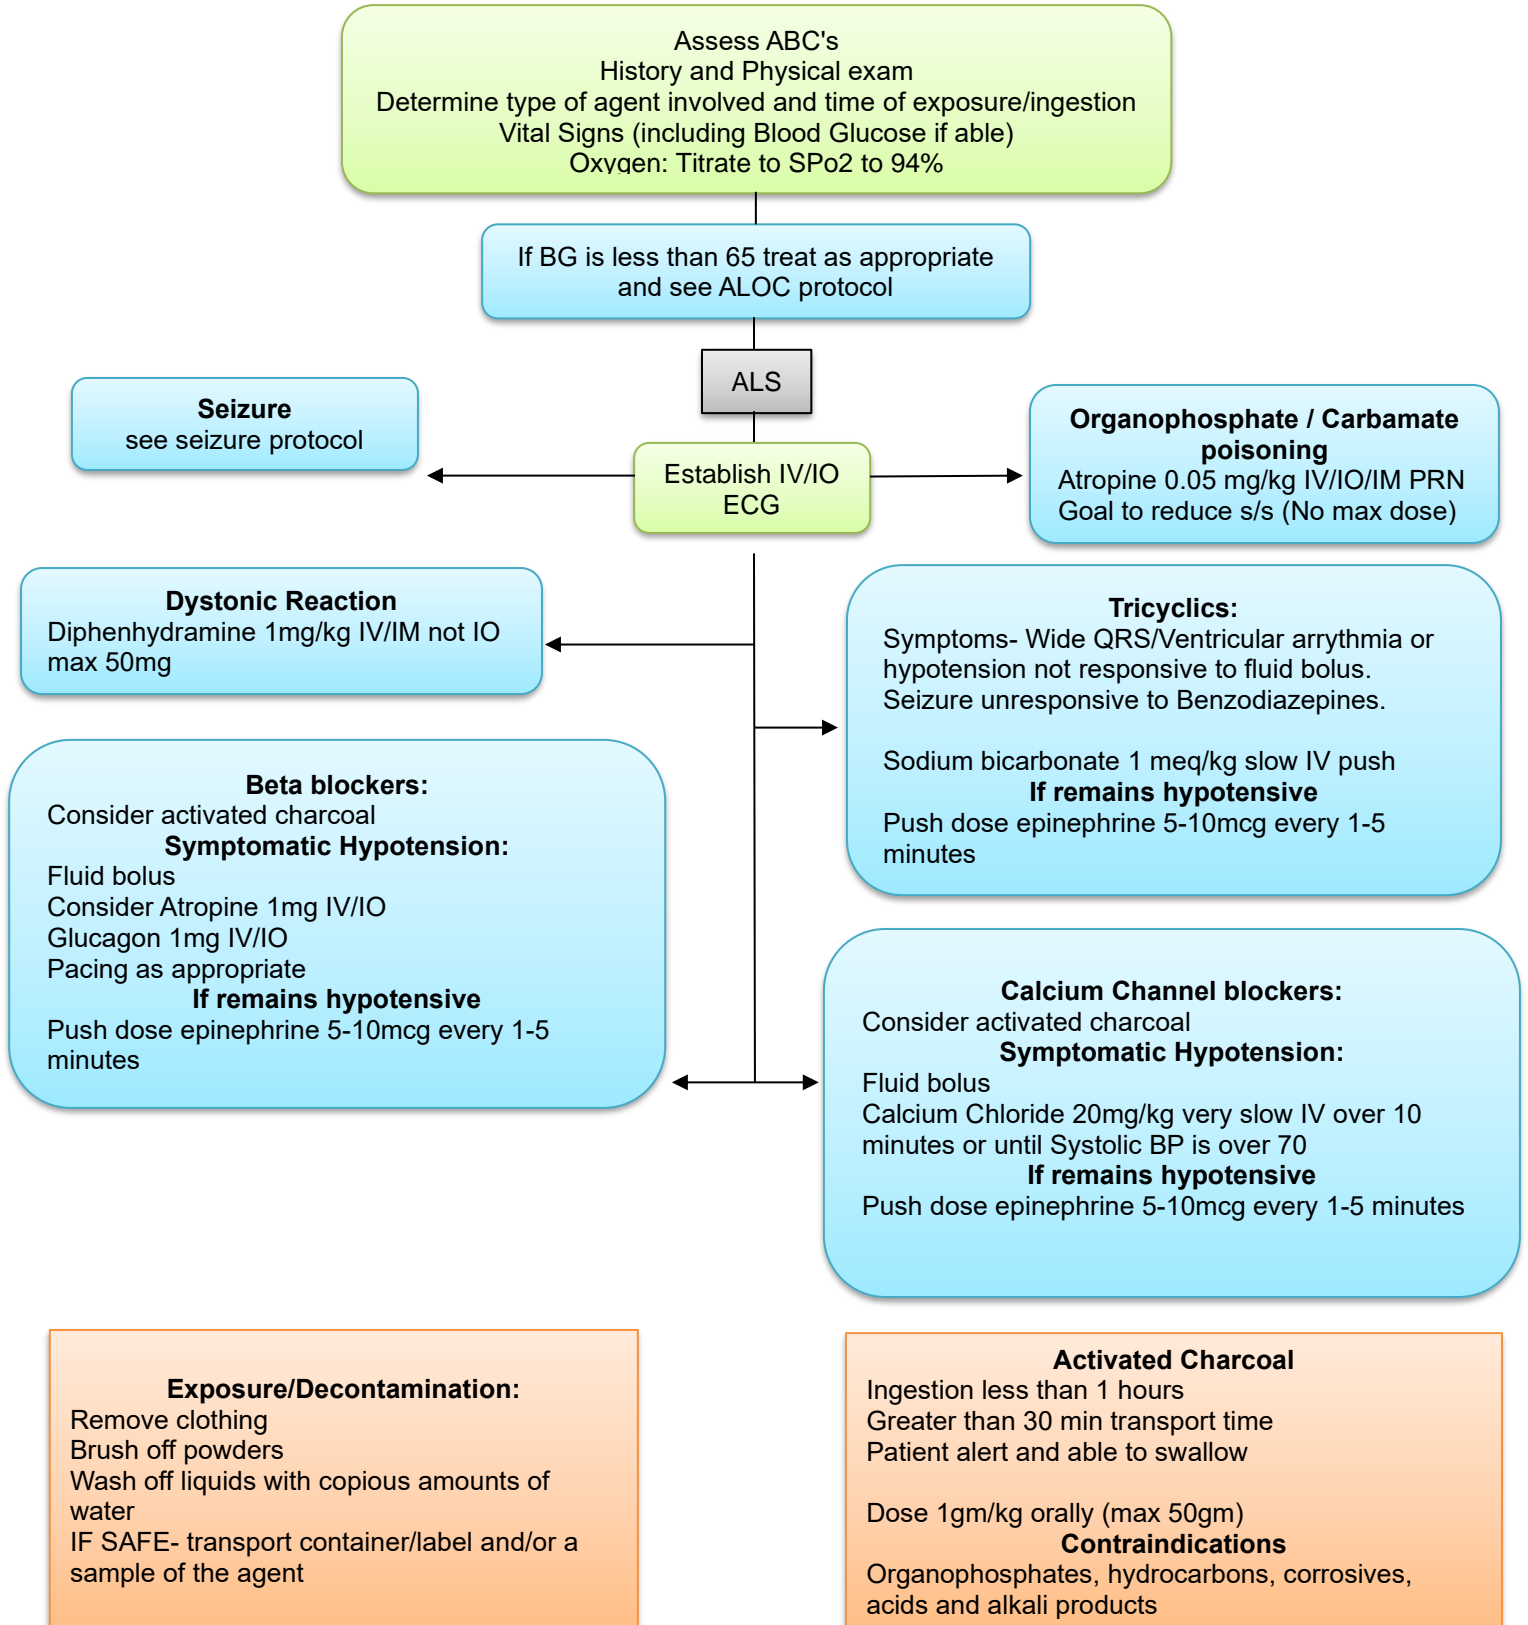 Assess ABC's
History and Physical exam
Determine type of agent involved and time of exposure/ingestion
Vital Signs (including Blood Glucose if able)
Oxygen: Titrate to SPo2 to 94%
If BG is less than 65 treat as appropriate
and see ALOC protocol
ALS
Seizure
see seizure protocol
Establish IV/IO
ECG
Organophosphate / Carbamate
poisoning
Atropine 0.05 mg/kg IV/IO/IM PRN
Goal to reduce s/s (No max dose)
Dystonic Reaction
Diphenhydramine 1mg/kg IV/IM not IO
max 50mg
Tricyclics:
Symptoms- Wide QRS/Ventricular arrythmia or
hypotension not responsive to fluid bolus.
Seizure unresponsive to Benzodiazepines.
Sodium bicarbonate 1 meq/kg slow IV push
If remains hypotensive
Push dose epinephrine 5-10mcg every 1-5
minutes
Beta blockers:
Consider activated charcoal
Symptomatic Hypotension:
Fluid bolus
Consider Atropine 1mg IV/IO
Glucagon 1mg IV/IO
Pacing as appropriate
If remains hypotensive
Push dose epinephrine 5-10mcg every 1-5
minutes
Calcium Channel blockers:
Consider activated charcoal
Symptomatic Hypotension:
Fluid bolus
Calcium Chloride 20mg/kg very slow IV over 10
minutes or until Systolic BP is over 70
If remains hypotensive
Push dose epinephrine 5-10mcg every 1-5 minutes
Exposure/Decontamination:
Remove clothing
Brush off powders
Wash off liquids with copious amounts of
water
IF SAFE- transport container/label and/or a
sample of the agent
Activated Charcoal
Ingestion less than 1 hours
Greater than 30 min transport time
Patient alert and able to swallow
Dose 1gm/kg orally (max 50gm)
Contraindications
Organophosphates, hydrocarbons, corrosives,
acids and alkali products